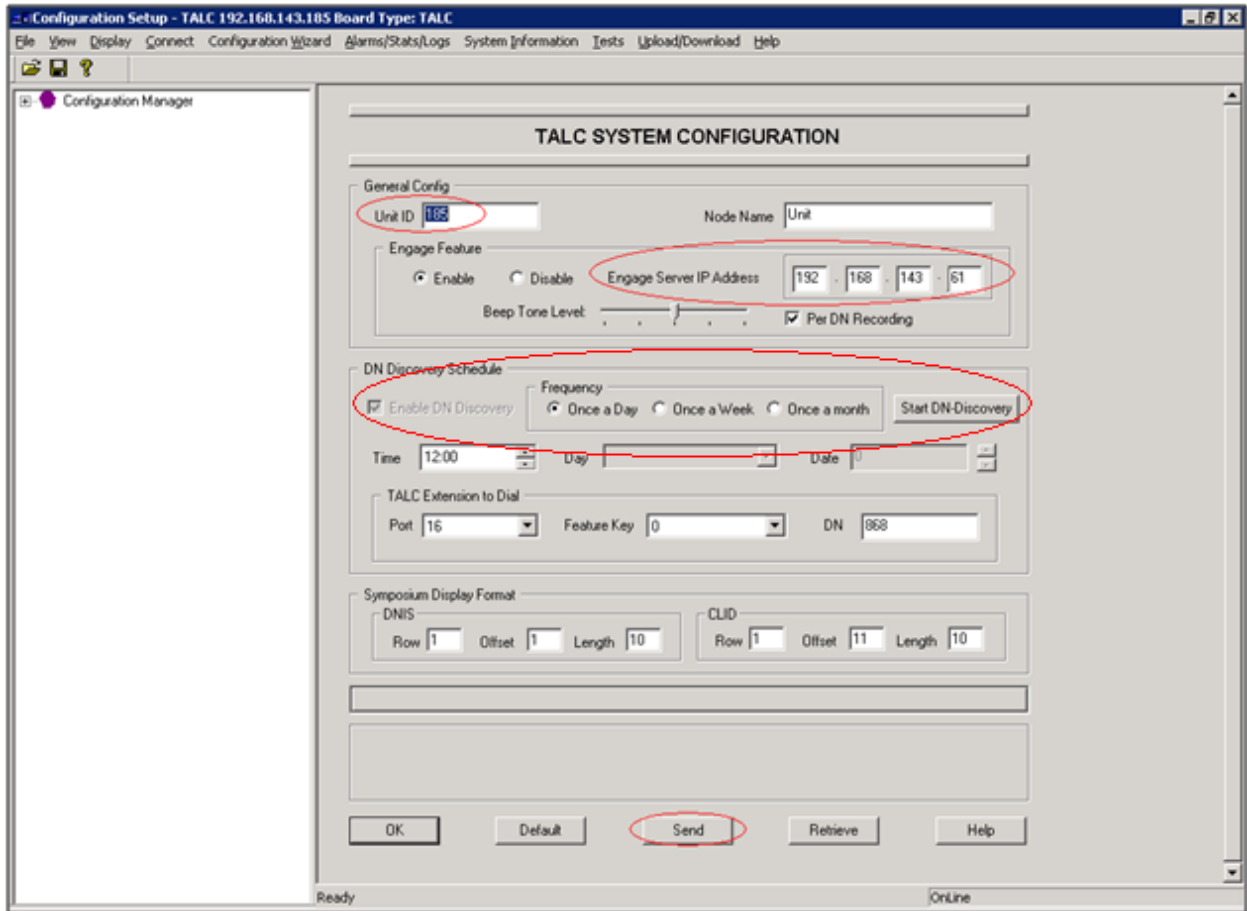 Configuration Setup - TALC 192.168.143.185 Board Type: TALC
File View Display Connect Configuration Wizard Alarms/Stats/Logs System Information Tests Upload/Download Help
Configuration Manager
TALC SYSTEM CONFIGURATION
General Config
Unit ID 185 Node Name Unit
Engage Feature
Enable Disable Engage Server IP Address 192 . 168 . 143 . 61
Beep Tone Level: Per DN Recording
DN Discovery Schedule
Frequency
Enable DN Discovery Once a Day Once a Week Once a month Start DN-Discovery
Time 12:00 Day Date 0
TALC Extension to Dial
Port 16 Feature Key 0 DN 868
Symposium Display Format
DNIS CLID
Row 1 Offset 1 Length 10 Row 1 Offset 11 Length 10
OK Default Send Retrieve Help
Ready OnLine